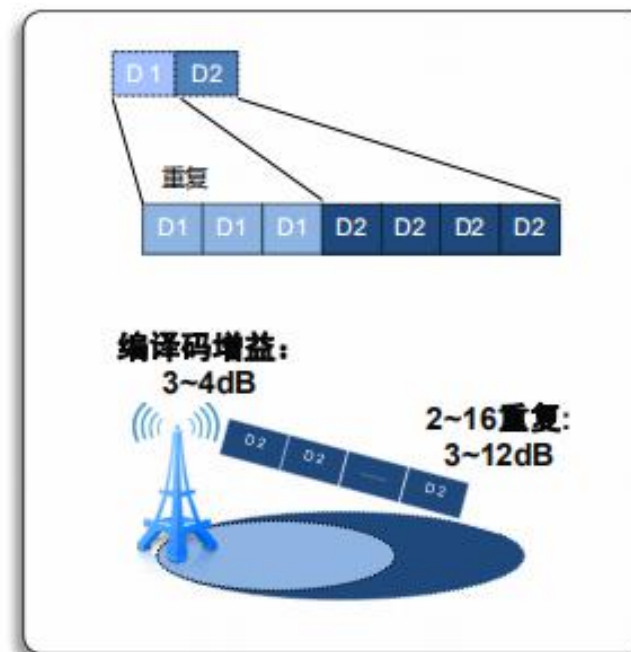 D1 D2
重复
D1 D1 D1 D2 D2 D2 D2
编译码增益：
3~4dB
2~16重复:
3~12dB
D2 D2 —— D2